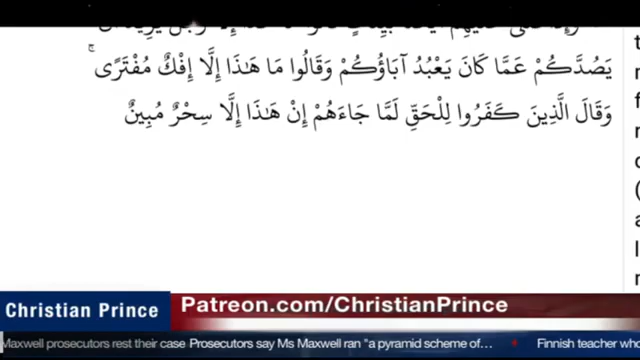 يَصُدَّكُمْ عَمَّا كَانَ يَعْبُدُ آبَاؤُكُمْ وَقَالُوا مَا هَٰذَا إِلَّا إِفْكٌ مُفْتَرًى ۚ
وَقَالَ الَّذِينَ كَفَرُوا لِلْحَقِّ لَمَّا جَاءَهُمْ إِنْ هَٰذَا إِلَّا سِحْرٌ مُبِينٌ
Christian Prince
Patreon.com/ChristianPrince
Maxwell prosecutors rest their case Prosecutors say Ms Maxwell ran "a pyramid scheme of... Finnish teacher who